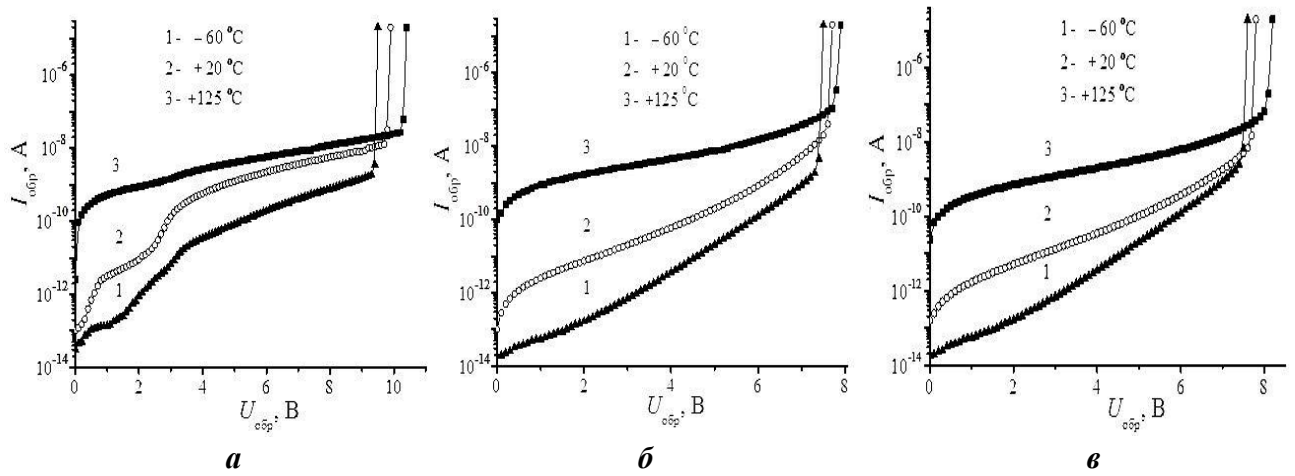 10⁻⁶
10⁻⁸
10⁻¹⁰
10⁻¹²
10⁻¹⁴
I обр, А
1- −60 °C
2- +20 °C
3- +125 °C
3
2
1
0 2 4 6 8 10
U обр, В
а
10⁻⁶
10⁻⁸
10⁻¹⁰
10⁻¹²
10⁻¹⁴
I обр, А
1- −60 ⁰C
2- +20 ⁰C
3- +125 ⁰C
3
2
1
0 2 4 6 8
U обр, В
б
10⁻⁶
10⁻⁸
10⁻¹⁰
10⁻¹²
10⁻¹⁴
I обр, А
1- −60 °C
2- +20 °C
3- +125 °C
3
2
1
0 2 4 6 8
U обр, В
в